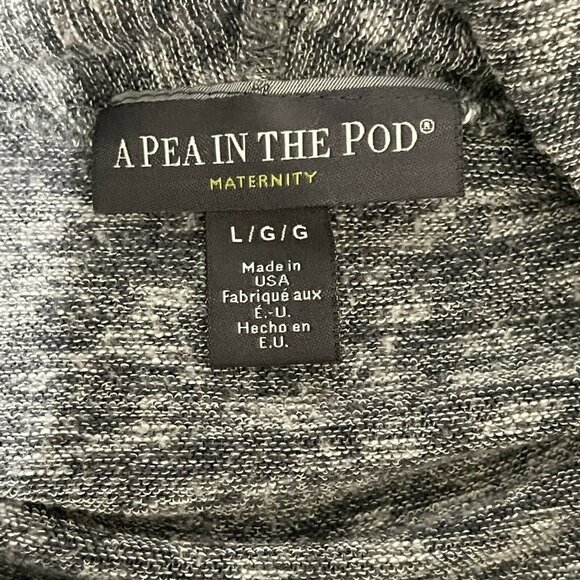 A PEA IN THE POD®
MATERNITY
L/G/G
Made in
USA
Fabriqué aux
É.-U.
Hecho en
E.U.